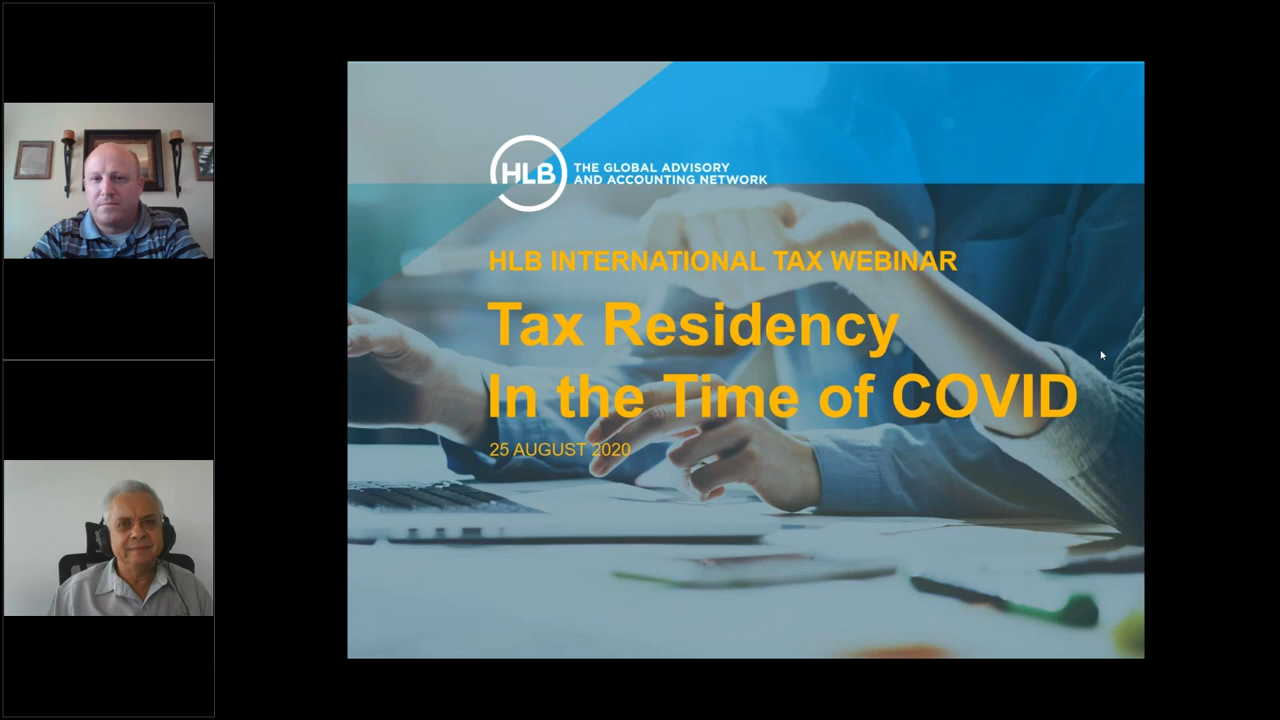 HLB
THE GLOBAL ADVISORY
AND ACCOUNTING NETWORK
HLB INTERNATIONAL TAX WEBINAR
Tax Residency
In the Time of COVID
25 AUGUST 2020